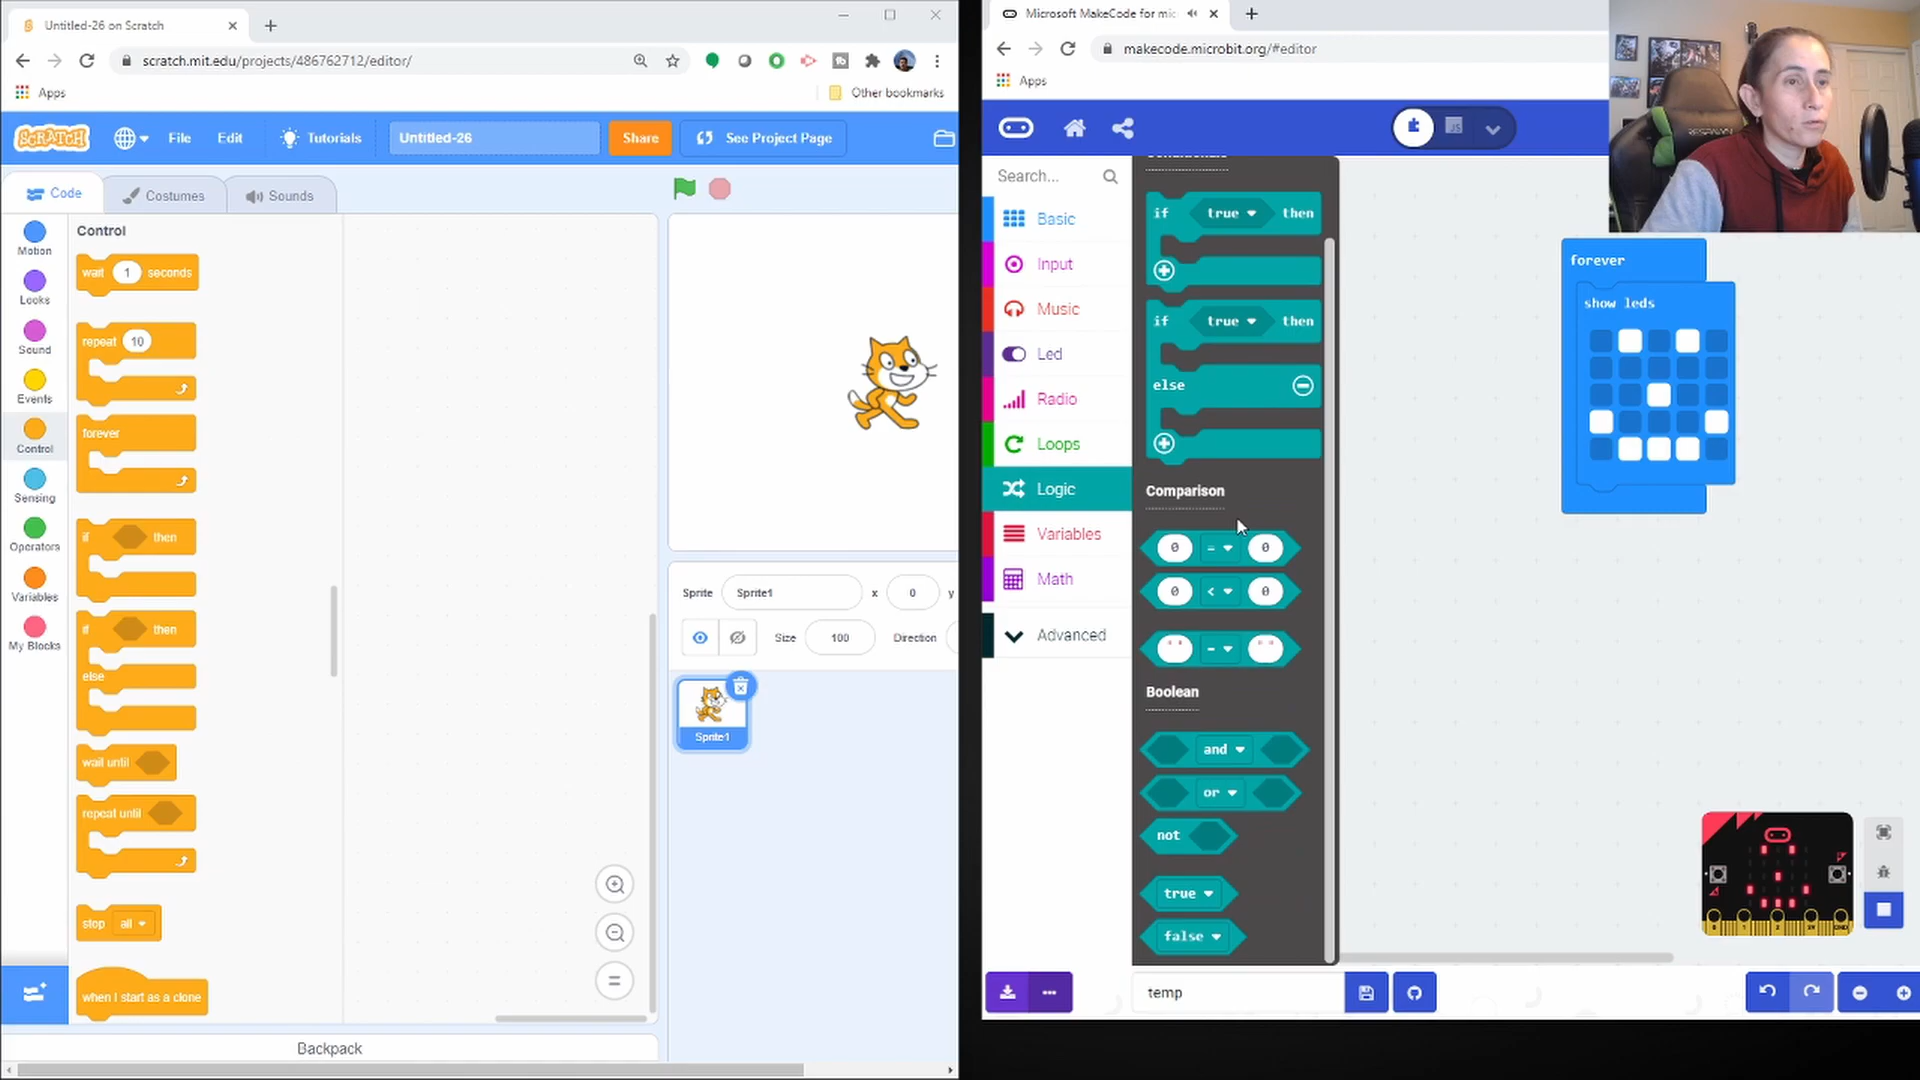 Untitled-26 on Scratch
scratch.mit.edu/projects/486762712/editor/
Apps
Other bookmarks
SCRATCH
File
Edit
Tutorials
Untitled-26
Share
See Project Page
Code
Costumes
Sounds
Motion
Looks
Sound
Events
Control
Sensing
Operators
Variables
My Blocks
Control
wait 1 seconds
repeat 10
forever
if then
if then
else
wait until
repeat until
stop all
when I start as a clone
Backpack
Sprite Sprite1 x 0 y
Size 100 Direction
Sprite1
Microsoft MakeCode for mic
makecode.microbit.org/#editor
Apps
JS
Search...
Basic
Input
Music
Led
Radio
Loops
Logic
Variables
Math
Advanced
Conditionals
if true then
if true then
else
Comparison
0 = 0
0 < 0
Boolean
and
or
not
true
false
forever
show leds
temp